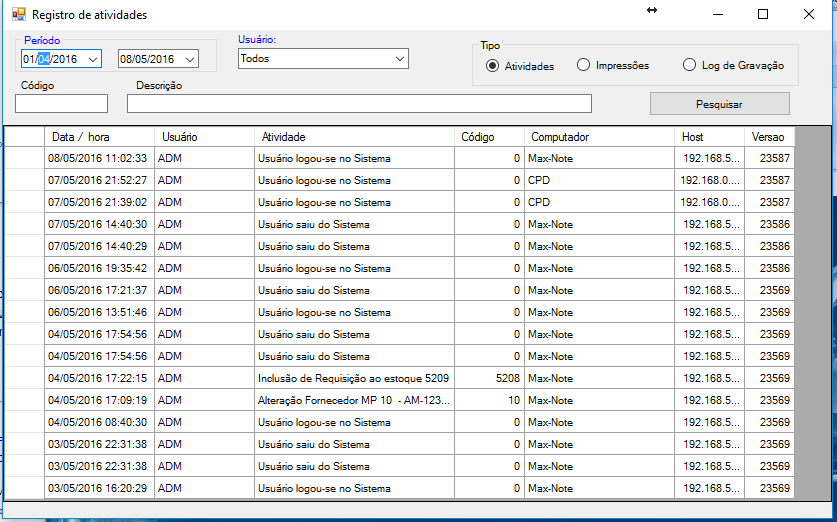 Registro de atividades
Período
Usuário:
Tipo
01/04/2016 08/05/2016 Todos
Atividades Impressões Log de Gravação
Código Descrição
Pesquisar
Data / hora Usuário Atividade Código Computador Host Versao
08/05/2016 11:02:33 ADM Usuário logou-se no Sistema 0 Max-Note 192.168.5... 23587
07/05/2016 21:52:27 ADM Usuário logou-se no Sistema 0 CPD 192.168.0.... 23587
07/05/2016 21:39:02 ADM Usuário logou-se no Sistema 0 CPD 192.168.0.... 23587
07/05/2016 14:40:30 ADM Usuário saiu do Sistema 0 Max-Note 192.168.5... 23586
07/05/2016 14:40:29 ADM Usuário saiu do Sistema 0 Max-Note 192.168.5... 23586
06/05/2016 19:35:42 ADM Usuário logou-se no Sistema 0 Max-Note 192.168.5... 23586
06/05/2016 17:21:37 ADM Usuário saiu do Sistema 0 Max-Note 192.168.5... 23569
06/05/2016 13:51:46 ADM Usuário logou-se no Sistema 0 Max-Note 192.168.5... 23569
04/05/2016 17:54:56 ADM Usuário saiu do Sistema 0 Max-Note 192.168.5... 23569
04/05/2016 17:54:56 ADM Usuário saiu do Sistema 0 Max-Note 192.168.5... 23569
04/05/2016 17:22:15 ADM Inclusão de Requisição ao estoque 5209 5208 Max-Note 192.168.5... 23569
04/05/2016 17:09:19 ADM Alteração Fornecedor MP 10 - AM-123... 10 Max-Note 192.168.5... 23569
04/05/2016 08:40:30 ADM Usuário logou-se no Sistema 0 Max-Note 192.168.5... 23569
03/05/2016 22:31:38 ADM Usuário saiu do Sistema 0 Max-Note 192.168.5... 23569
03/05/2016 22:31:38 ADM Usuário saiu do Sistema 0 Max-Note 192.168.5... 23569
03/05/2016 16:20:29 ADM Usuário logou-se no Sistema 0 Max-Note 192.168.5... 23569